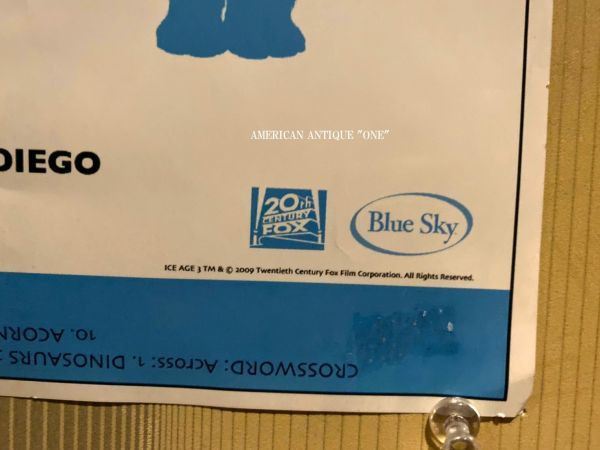 AMERICAN ANTIQUE "ONE"
DIEGO
20th
CENTURY
FOX
Blue Sky
ICE AGE 3 TM & © 2009 Twentieth Century Fox Film Corporation. All Rights Reserved.
CROSSWORD: Across: 1. DINOSAURS
10. ACORN